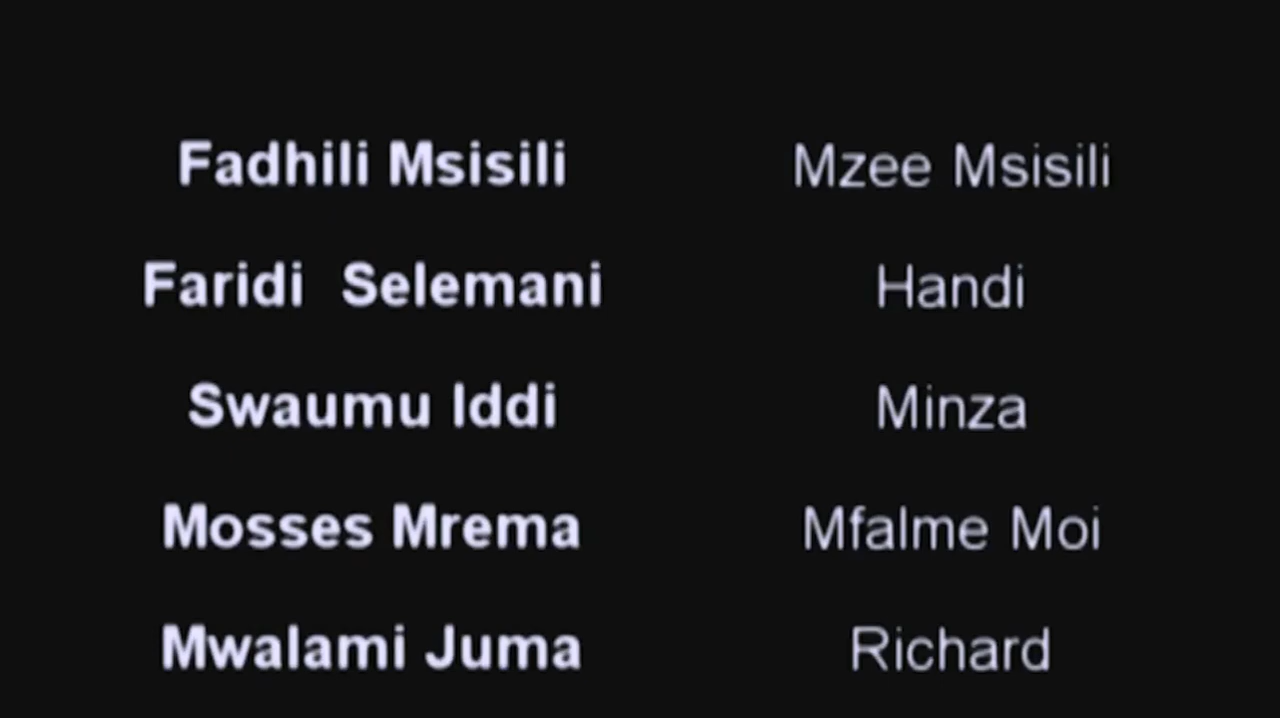 Fadhili Msisili Mzee Msisili
Faridi Selemani Handi
Swaumu Iddi Minza
Mosses Mrema Mfalme Moi
Mwalami Juma Richard